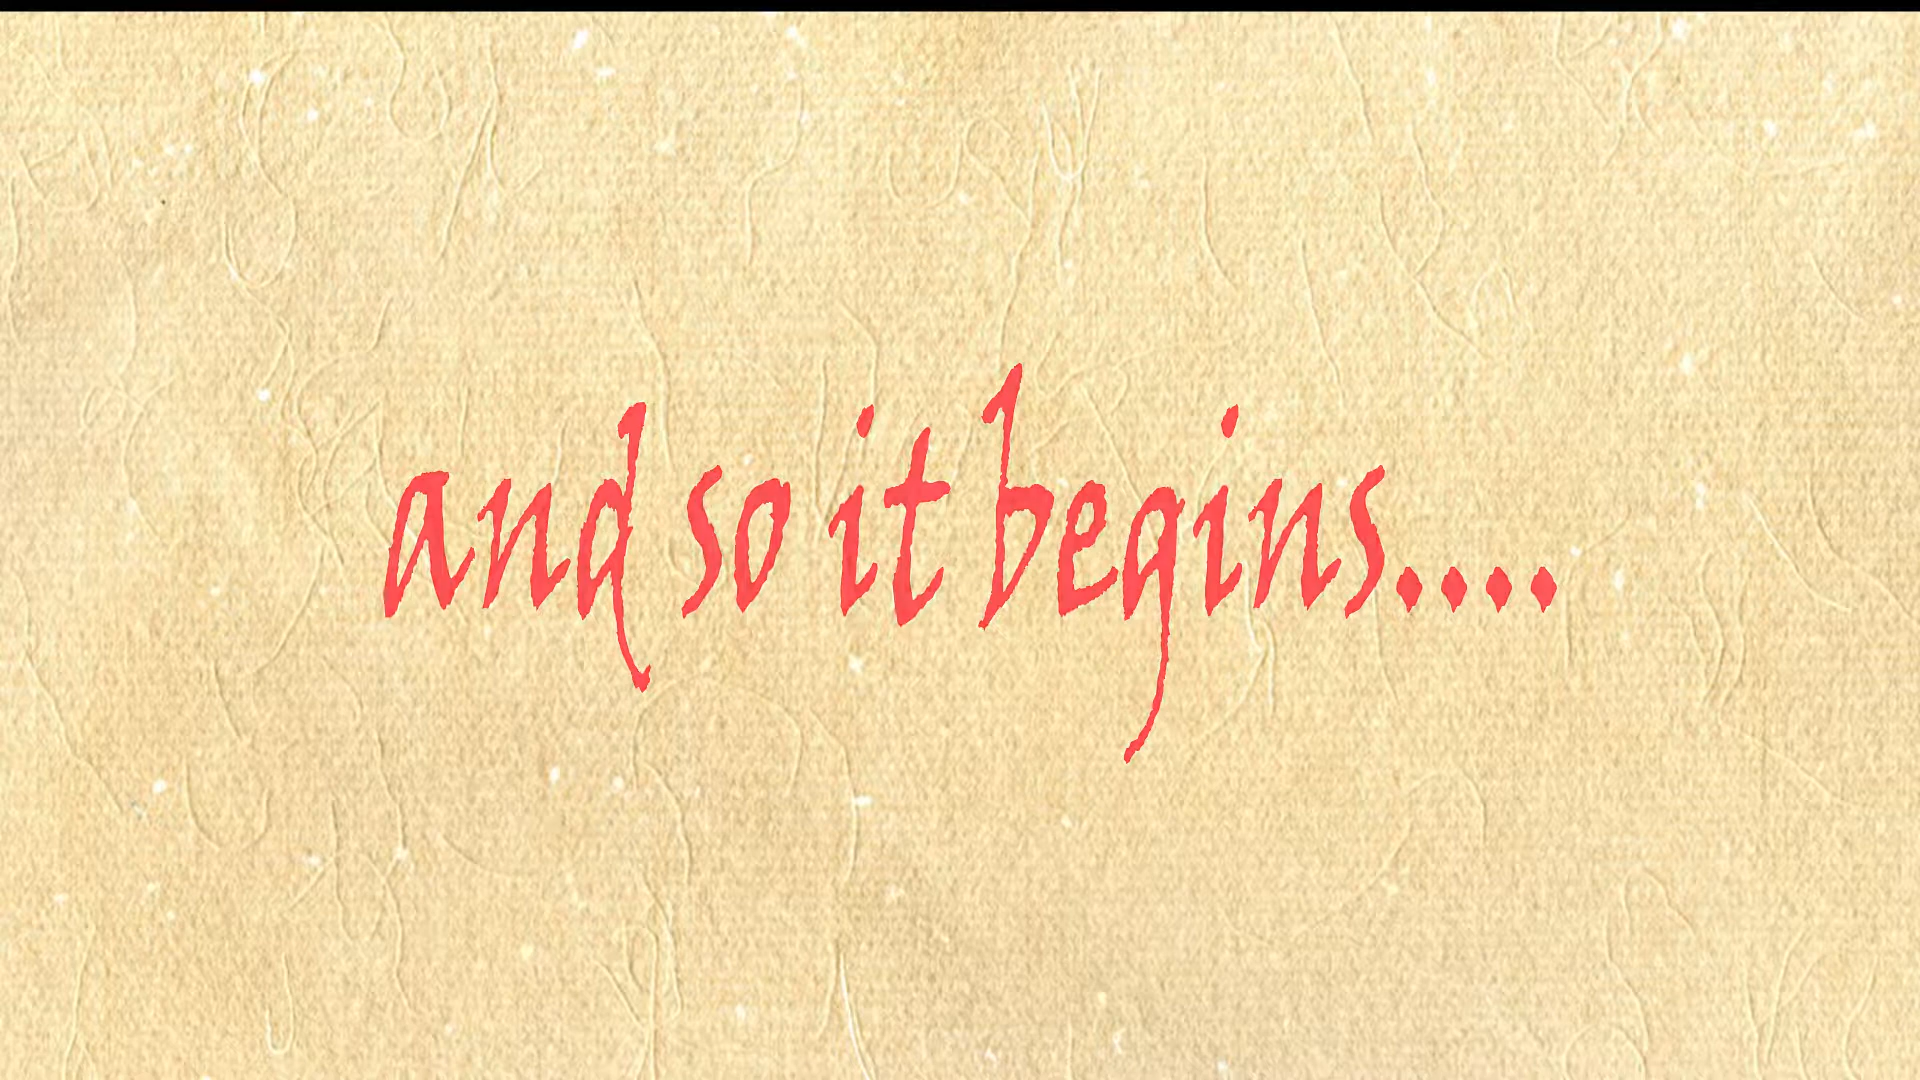 and so it begins....